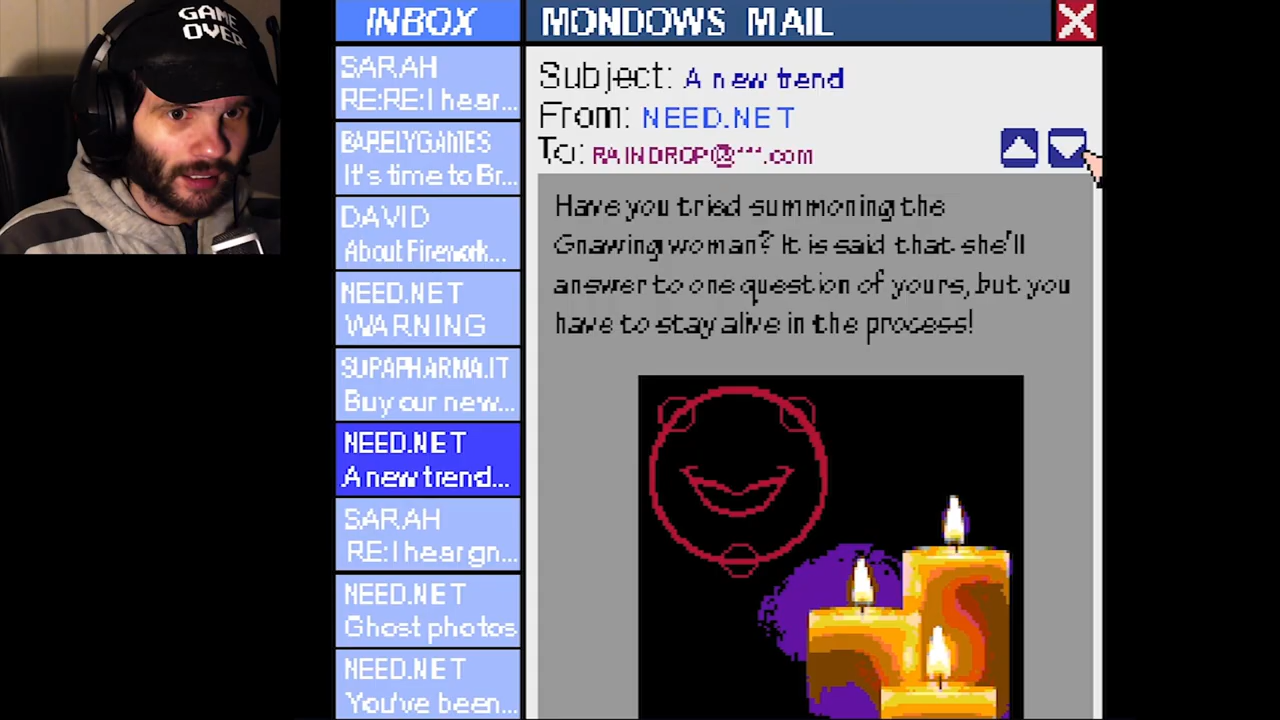 GAME
OVER
INBOX
SARAH
RE:RE:I hear...
BARELYGAMES
It's time to Br...
DAVID
About Firework...
NEED.NET
WARNING
SUPAPHARMA.IT
Buy our new...
NEED.NET
A new trend...
SARAH
RE:I hear gn...
NEED.NET
Ghost photos
NEED.NET
You've been...
MONDOWS MAIL
Subject: A new trend
From: NEED.NET
To: RAINDROP@***.com
Have you tried summoning the
Gnawing woman? It is said that she'll
answer to one question of yours, but you
have to stay alive in the process!